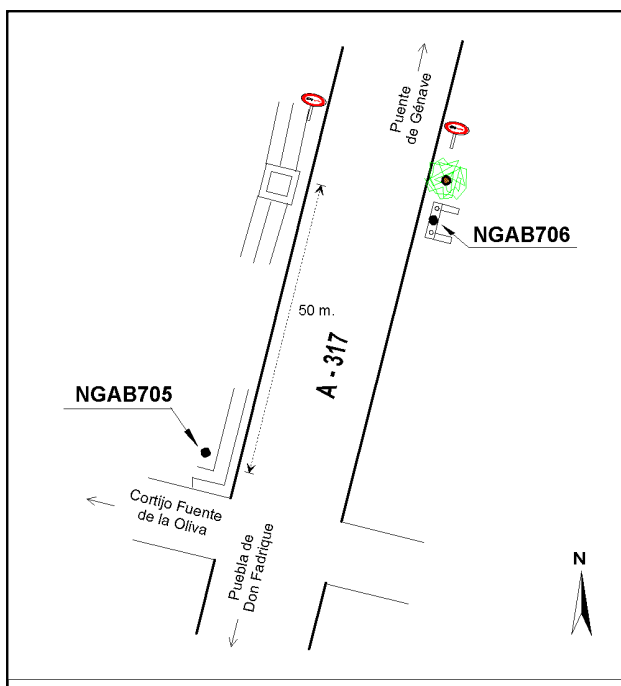 Puente
de Génave
NGAB706
50 m.
A - 317
NGAB705
Cortijo Fuente
de la Oliva
Puebla de
Don Fadrique
N